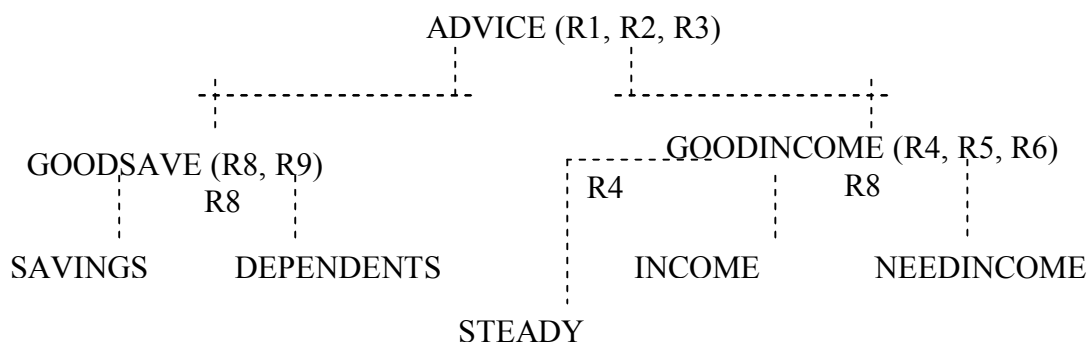 ADVICE (R1, R2, R3)
GOODSAVE (R8, R9)
GOODINCOME (R4, R5, R6)
R8
R4
R8
SAVINGS
DEPENDENTS
INCOME
NEEDINCOME
STEADY